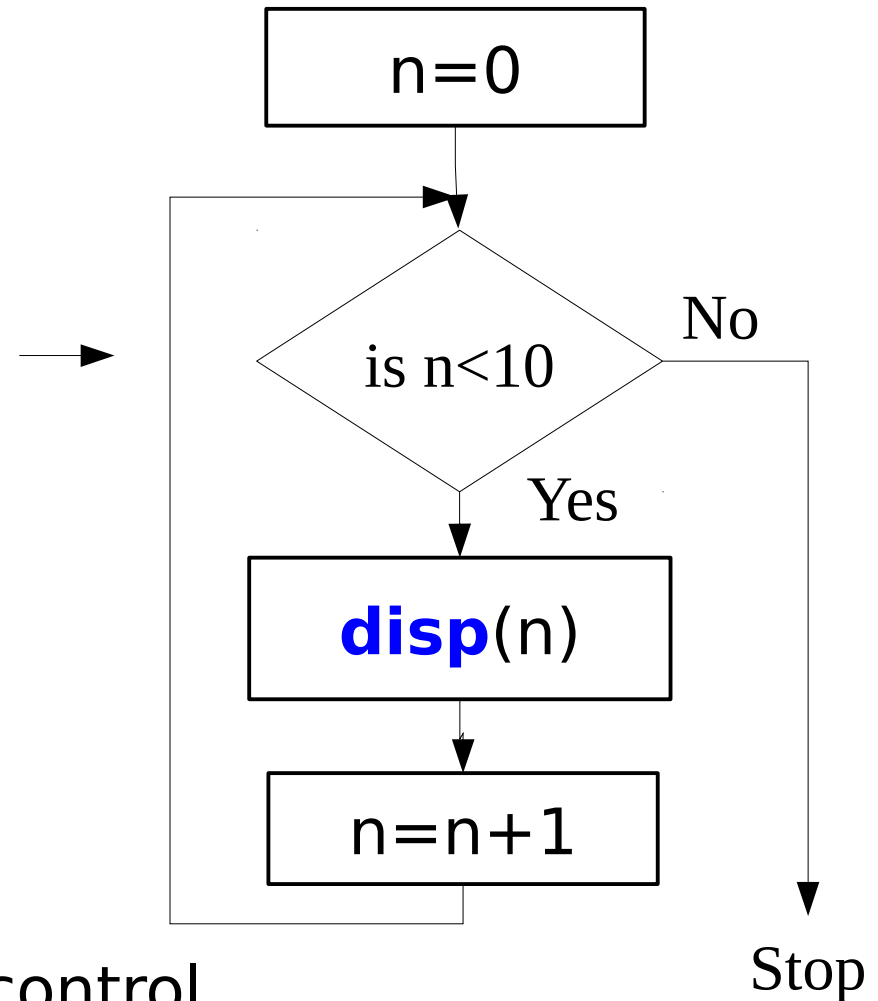 n=0
No
is n<10
Yes
disp(n)
n=n+1
Stop
control